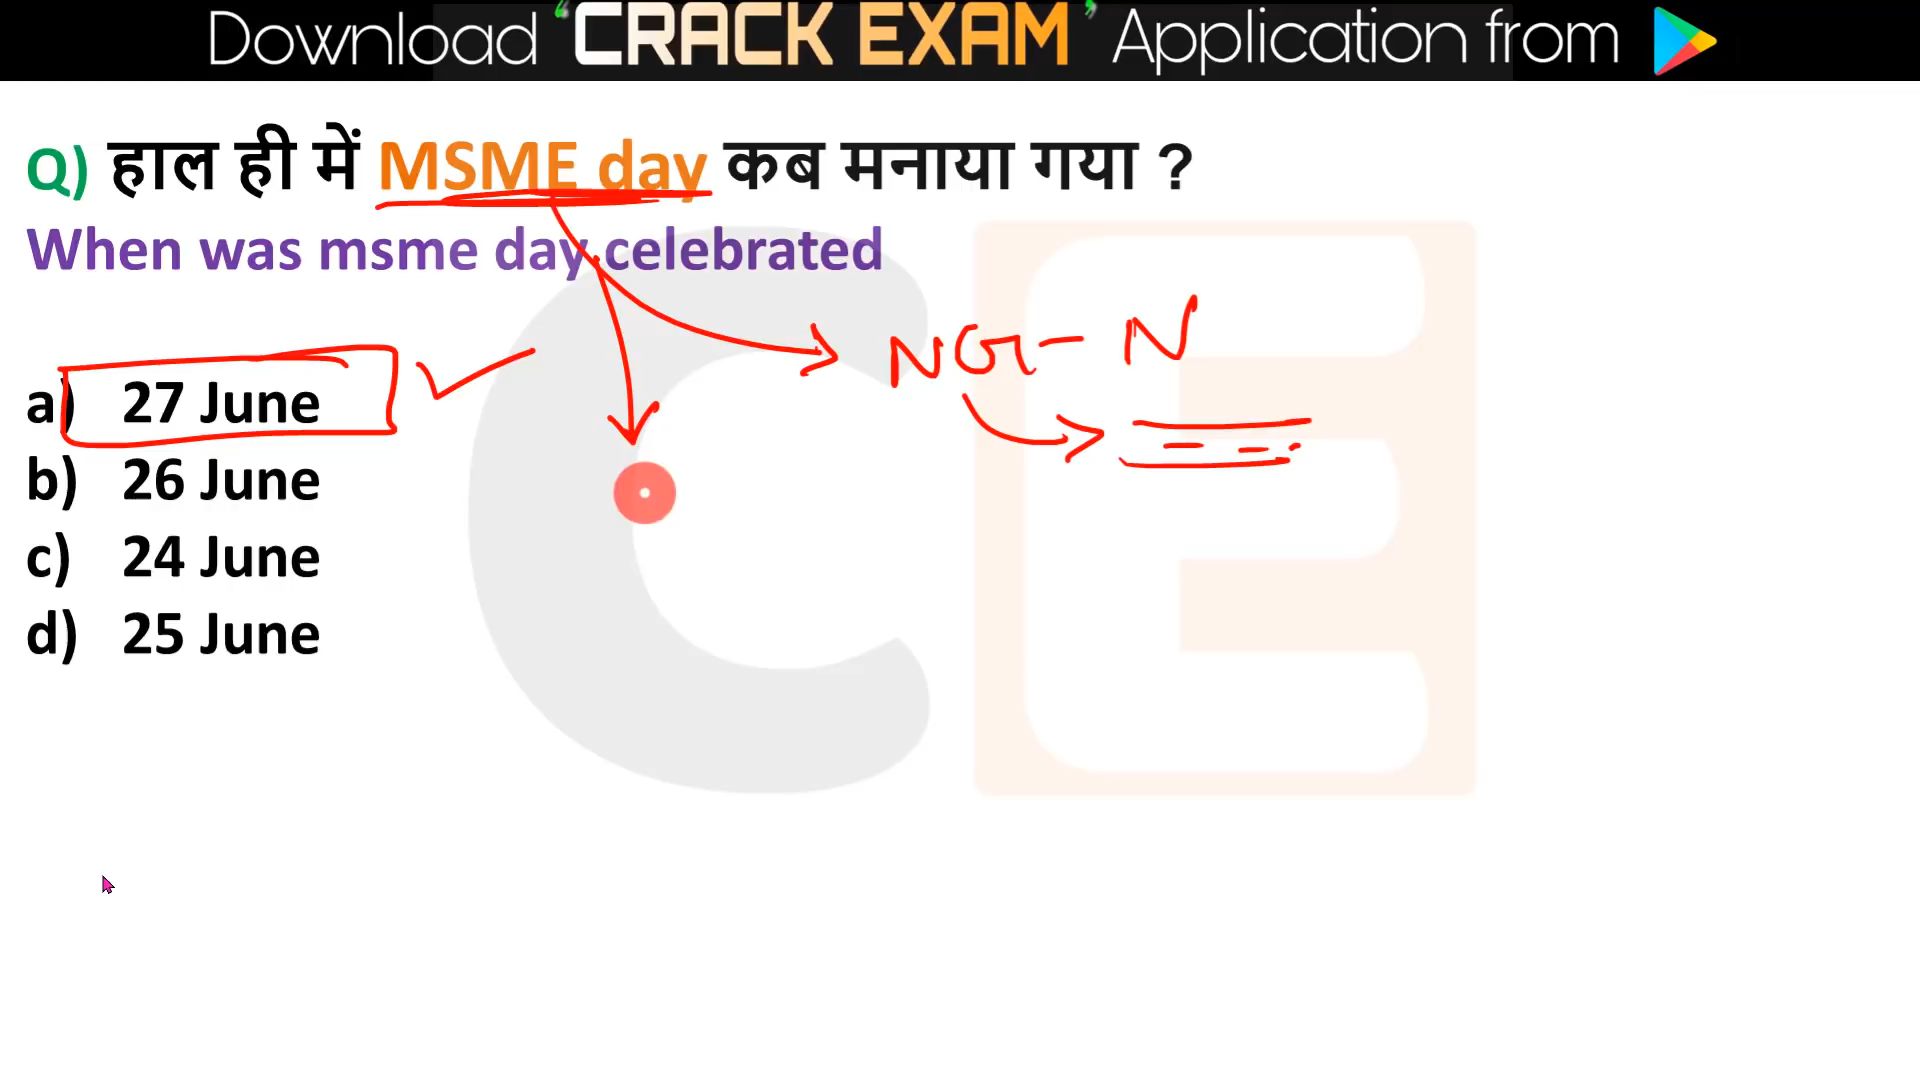 Download ‘CRACK EXAM’ Application from
Q) हाल ही में MSME day कब मनाया गया ?
When was msme day celebrated
a) 27 June
b) 26 June
c) 24 June
d) 25 June
CE